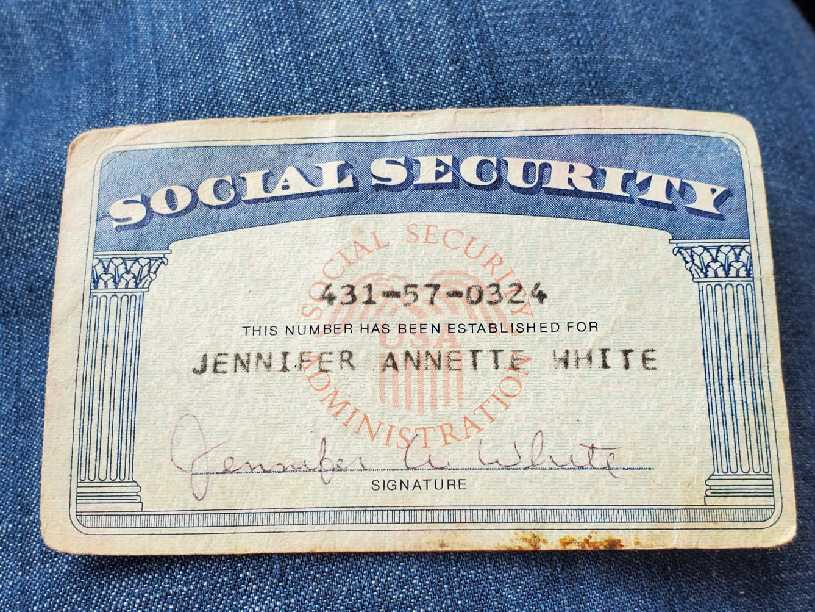 SOCIAL SECURITY
SOCIAL SECURITY
431-57-0324
THIS NUMBER HAS BEEN ESTABLISHED FOR
USA
JENNIFER ANNETTE WHITE
ADMINISTRATION
Jennifer A. White
SIGNATURE